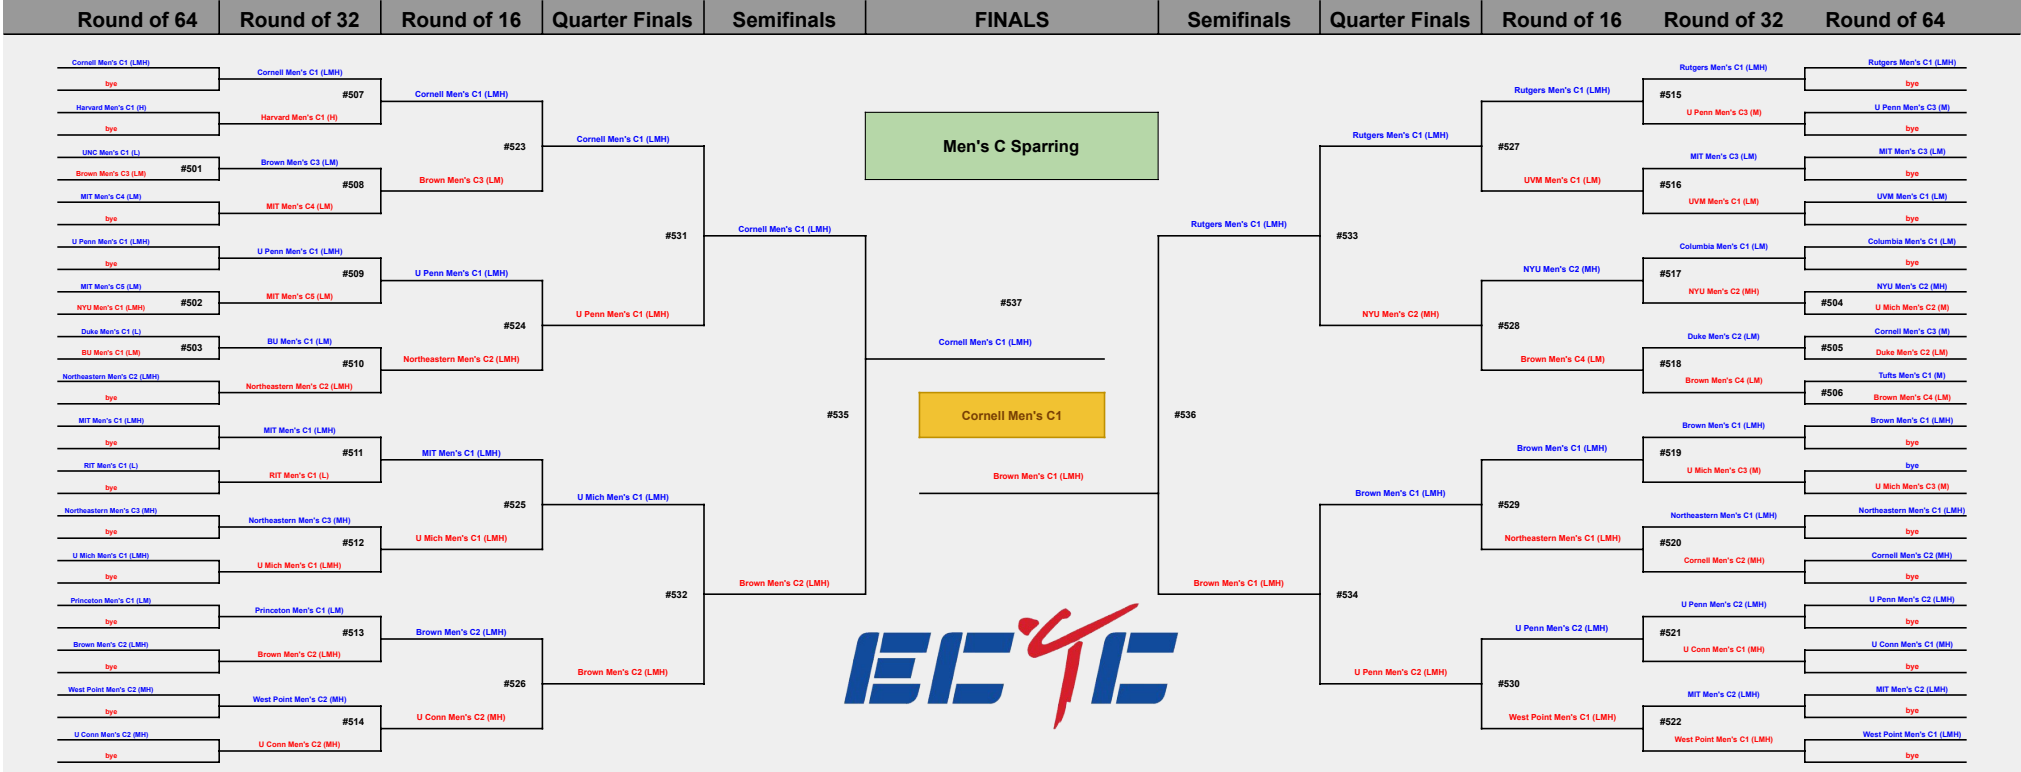 Round of 64
Round of 32
Round of 16
Quarter Finals
Semifinals
FINALS
Semifinals
Quarter Finals
Round of 16
Round of 32
Round of 64
Cornell Men's C1 (LMH)
bye
Harvard Men's C1 (H)
bye
UNC Men's C1 (L)
#501
Brown Men's C3 (LM)
MIT Men's C4 (LM)
bye
U Penn Men's C1 (LMH)
bye
MIT Men's C5 (LM)
#502
NYU Men's C1 (LMH)
Duke Men's C1 (L)
#503
BU Men's C1 (LM)
Northeastern Men's C2 (LMH)
bye
MIT Men's C1 (LMH)
bye
RIT Men's C1 (L)
bye
Northeastern Men's C3 (MH)
bye
U Mich Men's C1 (LMH)
bye
Princeton Men's C1 (LM)
bye
Brown Men's C2 (LMH)
bye
West Point Men's C2 (MH)
bye
U Conn Men's C2 (MH)
bye
Cornell Men's C1 (LMH)
#507
Harvard Men's C1 (H)
Brown Men's C3 (LM)
#508
MIT Men's C4 (LM)
U Penn Men's C1 (LMH)
#509
MIT Men's C5 (LM)
BU Men's C1 (LM)
#510
Northeastern Men's C2 (LMH)
MIT Men's C1 (LMH)
#511
RIT Men's C1 (L)
Northeastern Men's C3 (MH)
#512
U Mich Men's C1 (LMH)
Princeton Men's C1 (LM)
#513
Brown Men's C2 (LMH)
West Point Men's C2 (MH)
#514
U Conn Men's C2 (MH)
Cornell Men's C1 (LMH)
#523
Brown Men's C3 (LM)
U Penn Men's C1 (LMH)
#524
Northeastern Men's C2 (LMH)
MIT Men's C1 (LMH)
#525
U Mich Men's C1 (LMH)
Brown Men's C2 (LMH)
#526
U Conn Men's C2 (MH)
Cornell Men's C1 (LMH)
#531
U Penn Men's C1 (LMH)
U Mich Men's C1 (LMH)
#532
Brown Men's C2 (LMH)
Cornell Men's C1 (LMH)
#535
Brown Men's C2 (LMH)
Men's C Sparring
#537
Cornell Men's C1 (LMH)
Cornell Men's C1
Brown Men's C1 (LMH)
ECTC
Rutgers Men's C1 (LMH)
#536
Brown Men's C1 (LMH)
Rutgers Men's C1 (LMH)
#533
NYU Men's C2 (MH)
Brown Men's C1 (LMH)
#534
U Penn Men's C2 (LMH)
Rutgers Men's C1 (LMH)
#527
UVM Men's C1 (LM)
NYU Men's C2 (MH)
#528
Brown Men's C4 (LM)
Brown Men's C1 (LMH)
#529
Northeastern Men's C1 (LMH)
U Penn Men's C2 (LMH)
#530
West Point Men's C1 (LMH)
Rutgers Men's C1 (LMH)
#515
U Penn Men's C3 (M)
MIT Men's C3 (LM)
#516
UVM Men's C1 (LM)
Columbia Men's C1 (LM)
#517
NYU Men's C2 (MH)
Duke Men's C2 (LM)
#518
Brown Men's C4 (LM)
Brown Men's C1 (LMH)
#519
U Mich Men's C3 (M)
Northeastern Men's C1 (LMH)
#520
Cornell Men's C2 (MH)
U Penn Men's C2 (LMH)
#521
U Conn Men's C1 (MH)
MIT Men's C2 (LMH)
#522
West Point Men's C1 (LMH)
Rutgers Men's C1 (LMH)
bye
U Penn Men's C3 (M)
bye
MIT Men's C3 (LM)
bye
UVM Men's C1 (LM)
bye
Columbia Men's C1 (LM)
bye
NYU Men's C2 (MH)
#504
U Mich Men's C2 (M)
Cornell Men's C3 (M)
#505
Duke Men's C2 (LM)
Tufts Men's C1 (M)
#506
Brown Men's C4 (LM)
Brown Men's C1 (LMH)
bye
bye
U Mich Men's C3 (M)
Northeastern Men's C1 (LMH)
bye
Cornell Men's C2 (MH)
bye
U Penn Men's C2 (LMH)
bye
U Conn Men's C1 (MH)
bye
MIT Men's C2 (LMH)
bye
West Point Men's C1 (LMH)
bye